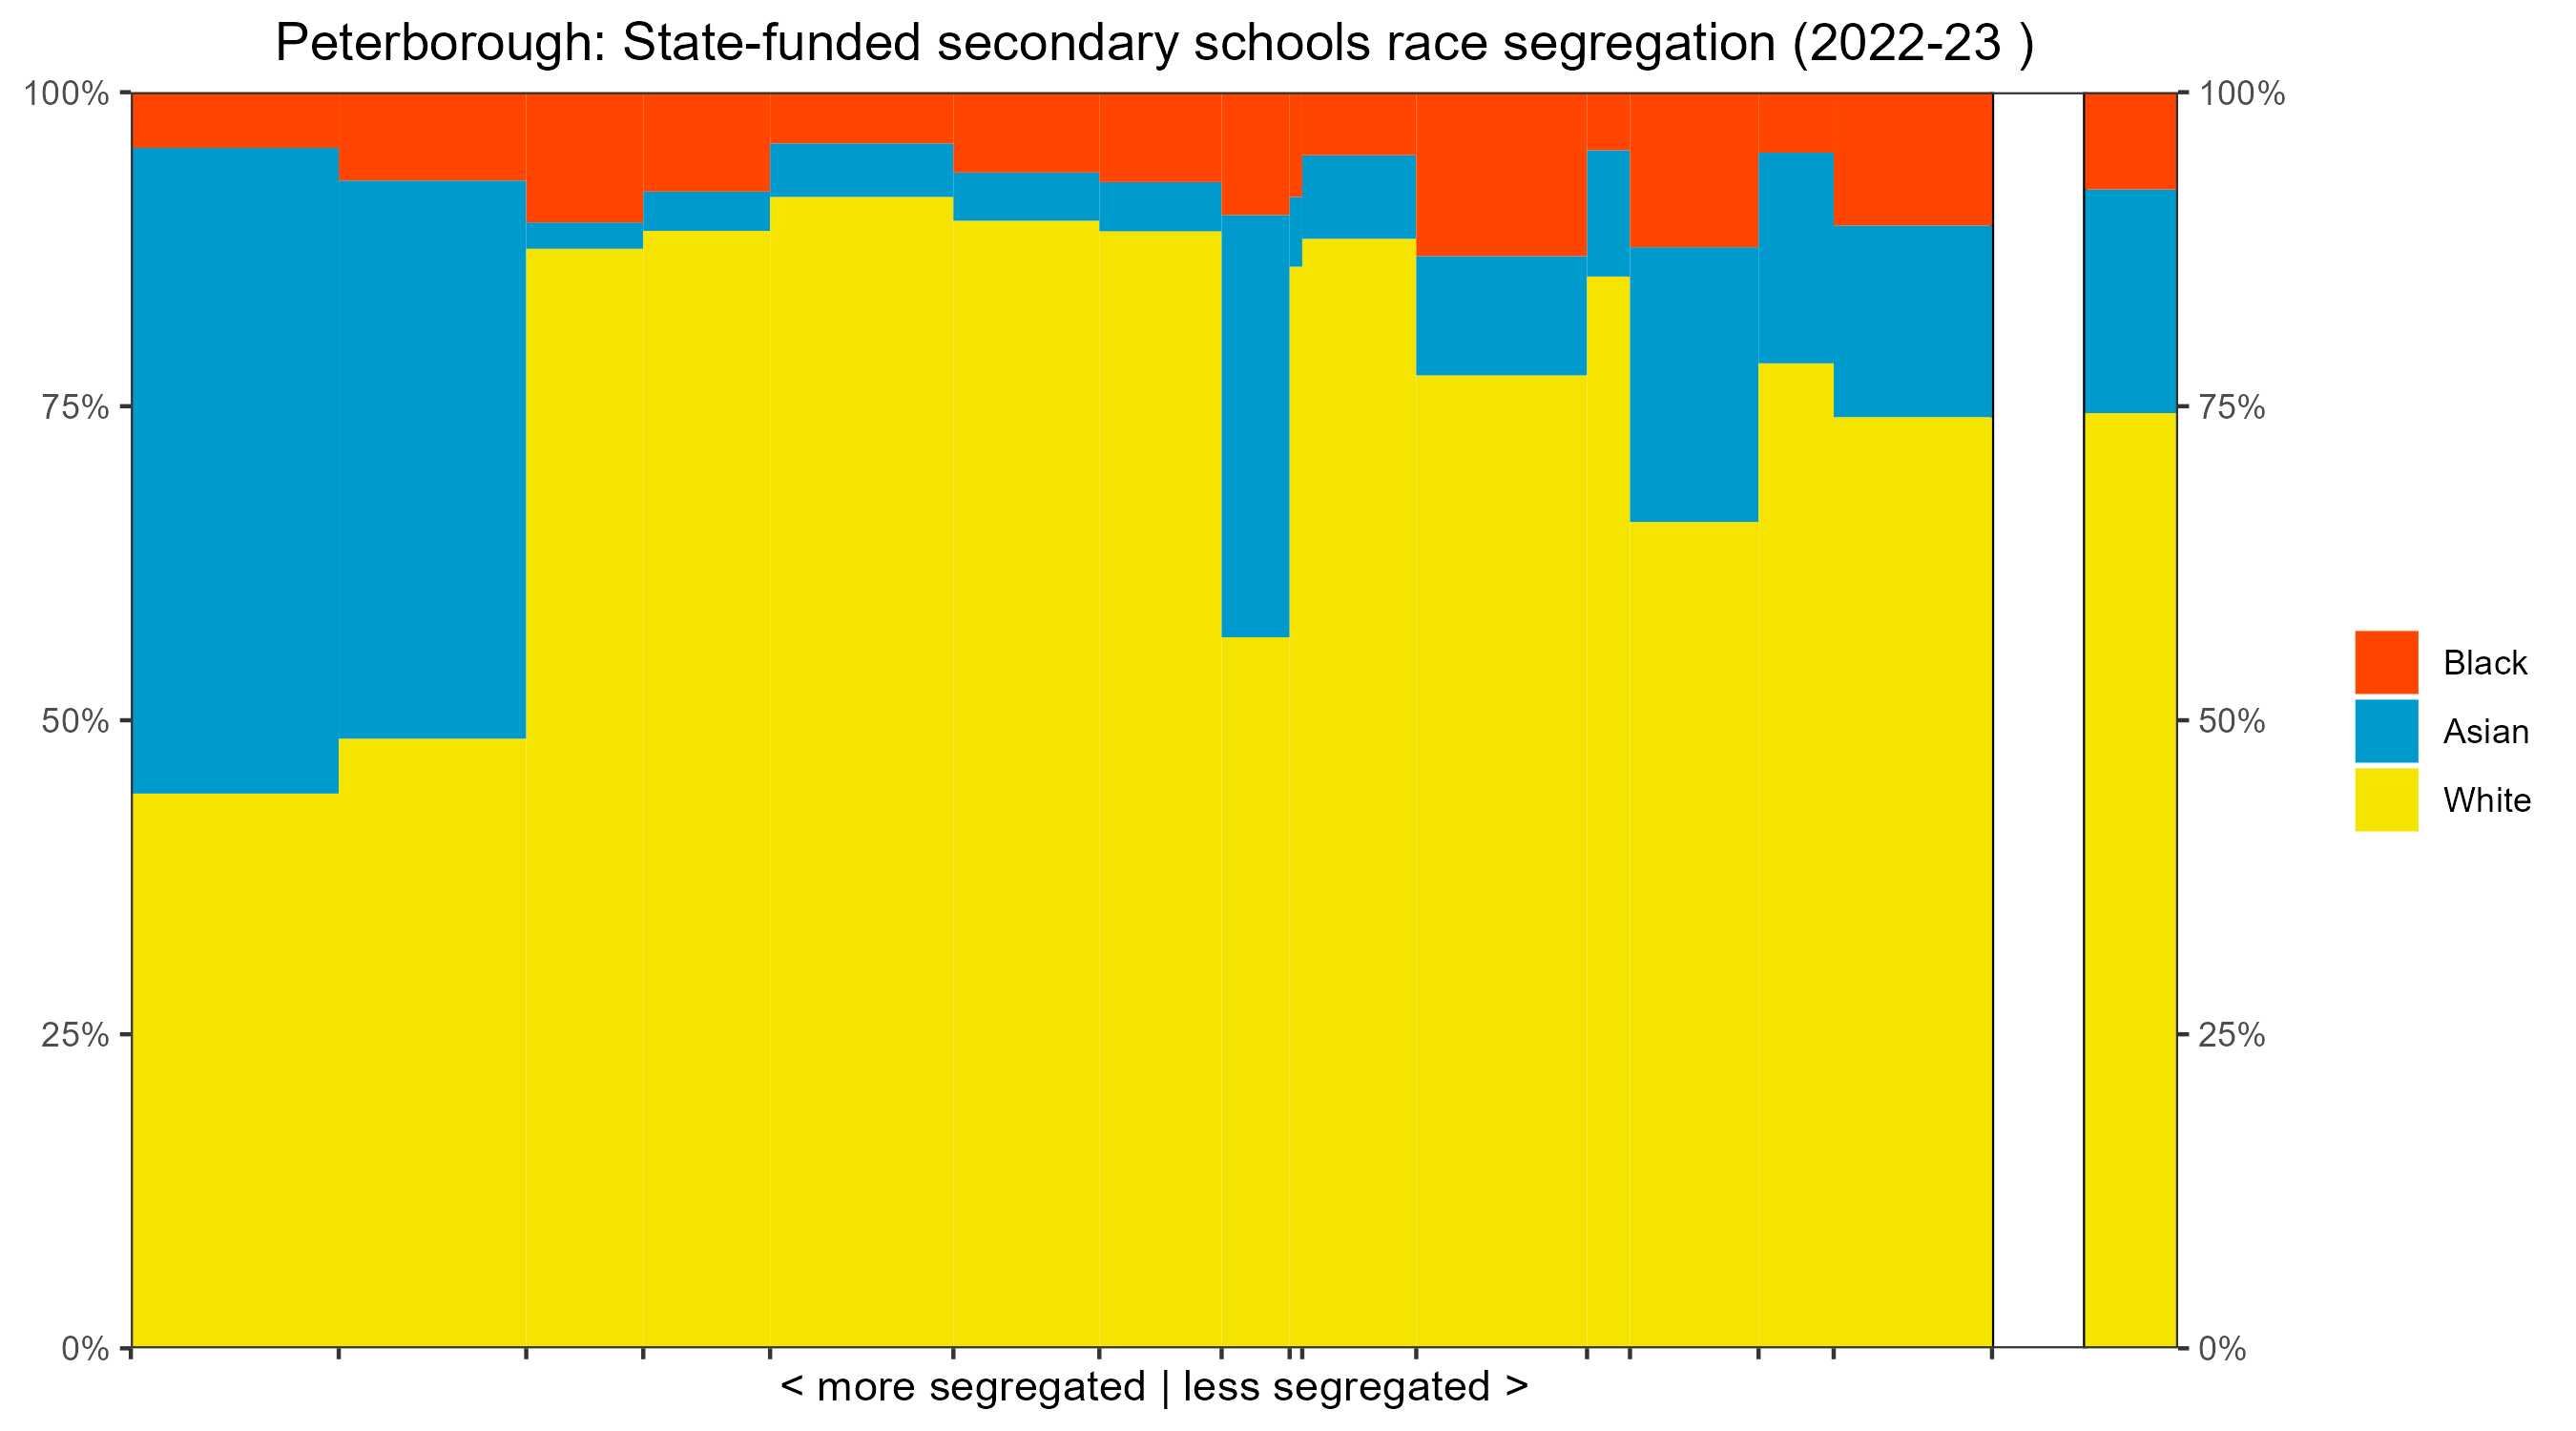 Peterborough: State-funded secondary schools race segregation (2022-23 )
100%
75%
50%
25%
0%
100%
75%
50%
25%
0%
Black
Asian
White
< more segregated | less segregated >